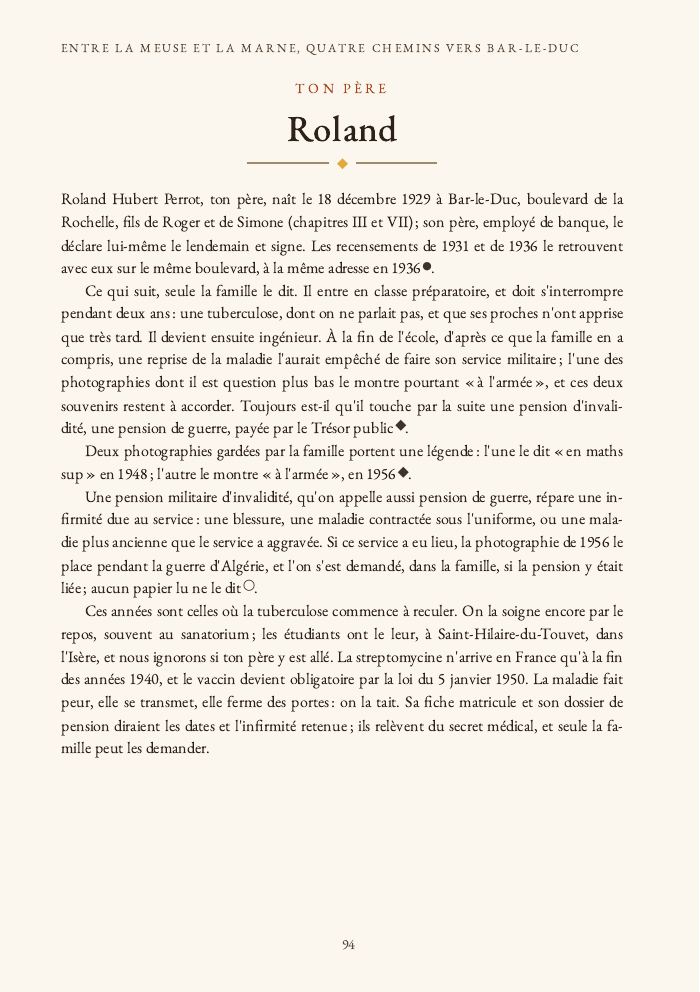 ENTRE LA MEUSE ET LA MARNE, QUATRE CHEMINS VERS BAR-LE-DUC
TON PÈRE
Roland
Roland Hubert Perrot, ton père, naît le 18 décembre 1929 à Bar-le-Duc, boulevard de la
Rochelle, fils de Roger et de Simone (chapitres III et VII) ; son père, employé de banque, le
déclare lui-même le lendemain et signe. Les recensements de 1931 et de 1936 le retrouvent
avec eux sur le même boulevard, à la même adresse en 1936●.
Ce qui suit, seule la famille le dit. Il entre en classe préparatoire, et doit s'interrompre
pendant deux ans : une tuberculose, dont on ne parlait pas, et que ses proches n'ont apprise
que très tard. Il devient ensuite ingénieur. À la fin de l'école, d'après ce que la famille en a
compris, une reprise de la maladie l'aurait empêché de faire son service militaire ; l'une des
photographies dont il est question plus bas le montre pourtant « à l'armée », et ces deux
souvenirs restent à accorder. Toujours est-il qu'il touche par la suite une pension d'invali-
dité, une pension de guerre, payée par le Trésor public◆.
Deux photographies gardées par la famille portent une légende : l'une le dit « en maths
sup » en 1948 ; l'autre le montre « à l'armée », en 1956◆.
Une pension militaire d'invalidité, qu'on appelle aussi pension de guerre, répare une in-
firmité due au service : une blessure, une maladie contractée sous l'uniforme, ou une mala-
die plus ancienne que le service a aggravée. Si ce service a eu lieu, la photographie de 1956 le
place pendant la guerre d'Algérie, et l'on s'est demandé, dans la famille, si la pension y était
liée ; aucun papier lu ne le dit○.
Ces années sont celles où la tuberculose commence à reculer. On la soigne encore par le
repos, souvent au sanatorium ; les étudiants ont le leur, à Saint-Hilaire-du-Touvet, dans
l'Isère, et nous ignorons si ton père y est allé. La streptomycine n'arrive en France qu'à la fin
des années 1940, et le vaccin devient obligatoire par la loi du 5 janvier 1950. La maladie fait
peur, elle se transmet, elle ferme des portes : on la tait. Sa fiche matricule et son dossier de
pension diraient les dates et l'infirmité retenue ; ils relèvent du secret médical, et seule la fa-
mille peut les demander.
94